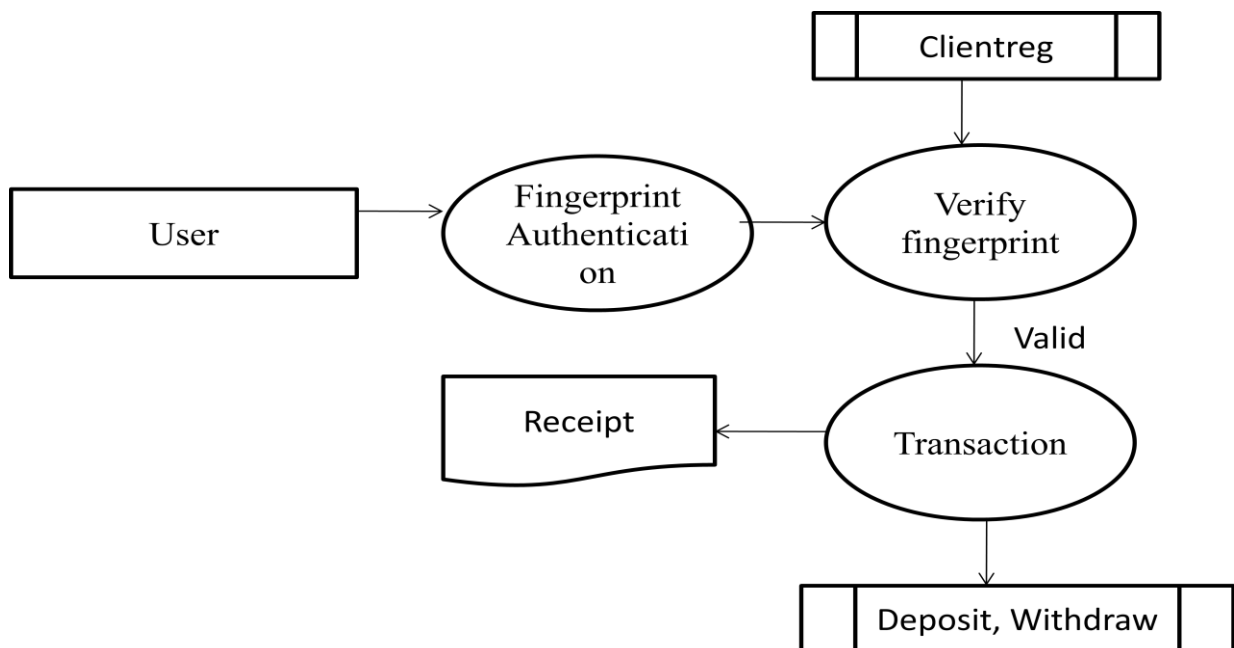 Clientreg
User
Fingerprint
Authenticati
on
Verify
fingerprint
Valid
Receipt
Transaction
Deposit, Withdraw